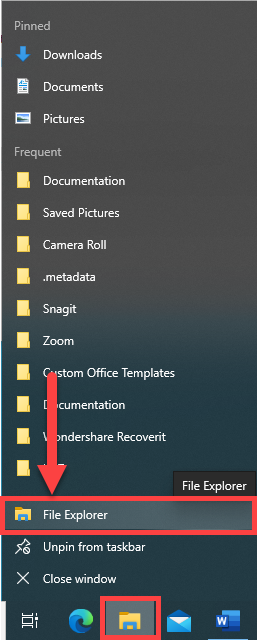 Pinned
Downloads
Documents
Pictures
Frequent
Documentation
Saved Pictures
Camera Roll
.metadata
Snagit
Zoom
Custom Office Templates
Documentation
Wondershare Recoverit
File Explorer
File Explorer
Unpin from taskbar
Close window